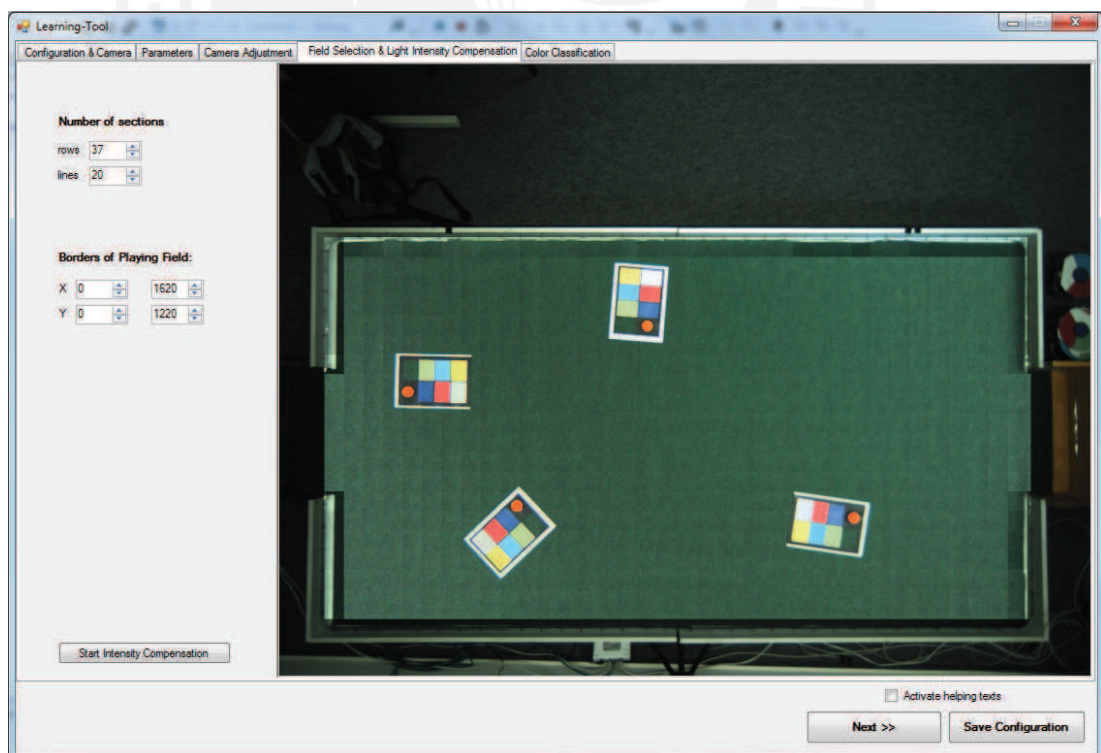 Learning-Tool
Configuration & Camera Parameters Camera Adjustment Field Selection & Light Intensity Compensation Color Classification
Number of sections
rows 37
lines 20
Borders of Playing Field:
X 0 1620
Y 0 1220
Start Intensity Compensation
Activate helping texts
Next >> Save Configuration